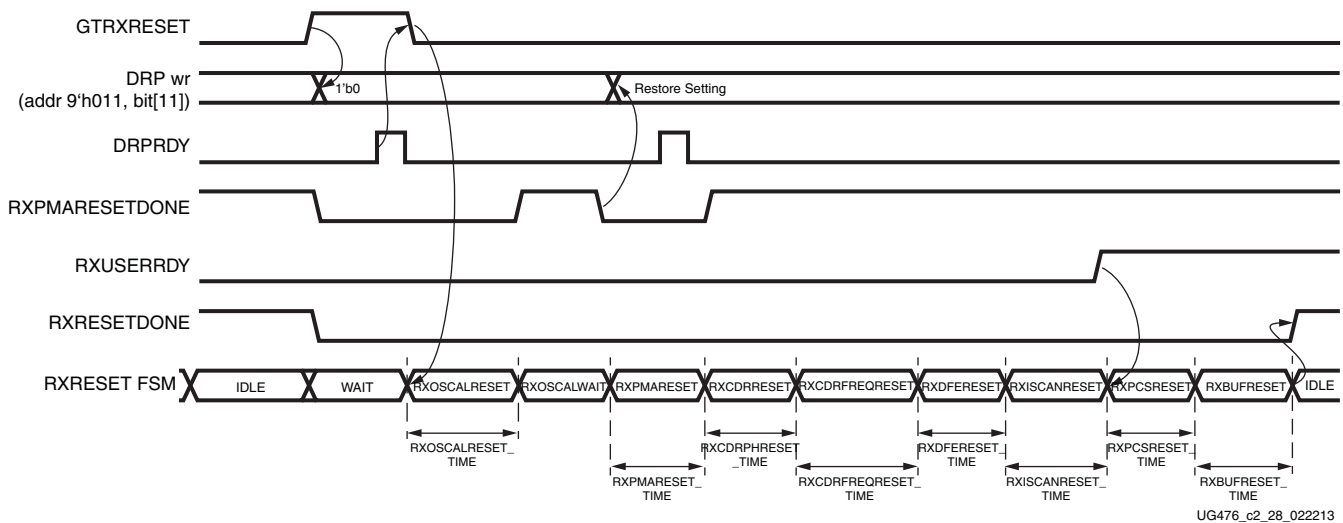 GTRXRESET
DRP wr
(addr 9'h011, bit[11])
1'b0
Restore Setting
DRPRDY
RXPMARESETDONE
RXUSERRDY
RXRESETDONE
RXRESET FSM
IDLE
WAIT
RXOSCALRESET
RXOSCALWAIT
RXPMARESET
RXCDRRESET
RXCDRFREQRESET
RXDFERESET
RXISCANRESET
RXPCSRESET
RXBUFRESET
IDLE
RXOSCALRESET_
TIME
RXCDRPHRESET
_TIME
RXDFERESET_
TIME
RXPCSRESET_
TIME
RXPMARESET_
TIME
RXCDRFREQRESET_
TIME
RXISCANRESET_
TIME
RXBUFRESET_
TIME
UG476_c2_28_022213